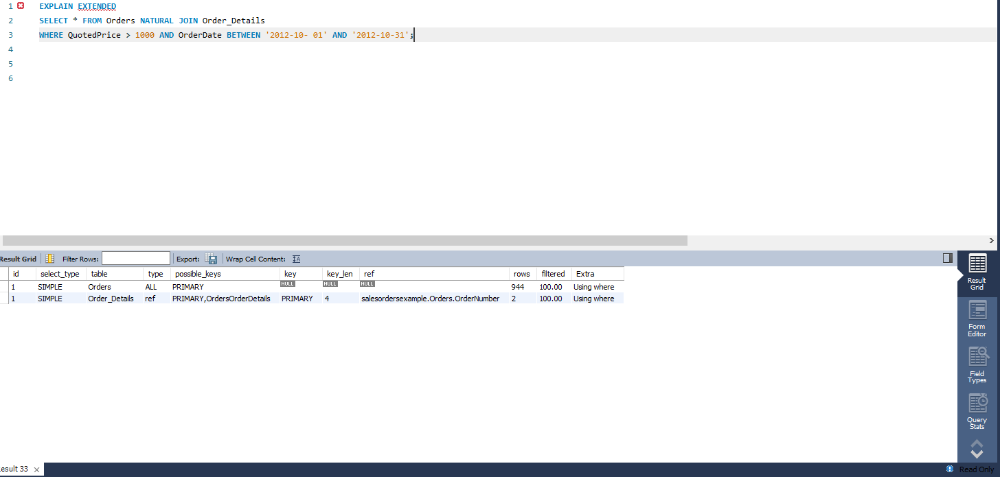 1 EXPLAIN EXTENDED
2 SELECT * FROM Orders NATURAL JOIN Order_Details
3 WHERE QuotedPrice > 1000 AND OrderDate BETWEEN '2012-10- 01' AND '2012-10-31';
4
5
6
Result Grid Filter Rows: Export: Wrap Cell Content: IA
id select_type table type possible_keys key key_len ref rows filtered Extra
1 SIMPLE Orders ALL PRIMARY NULL NULL NULL 944 100.00 Using where
1 SIMPLE Order_Details ref PRIMARY,OrdersOrderDetails PRIMARY 4 salesordersexample.Orders.OrderNumber 2 100.00 Using where
Result
Grid
Form
Editor
Field
Types
Query
Stats
esult 33 ×
Read Only